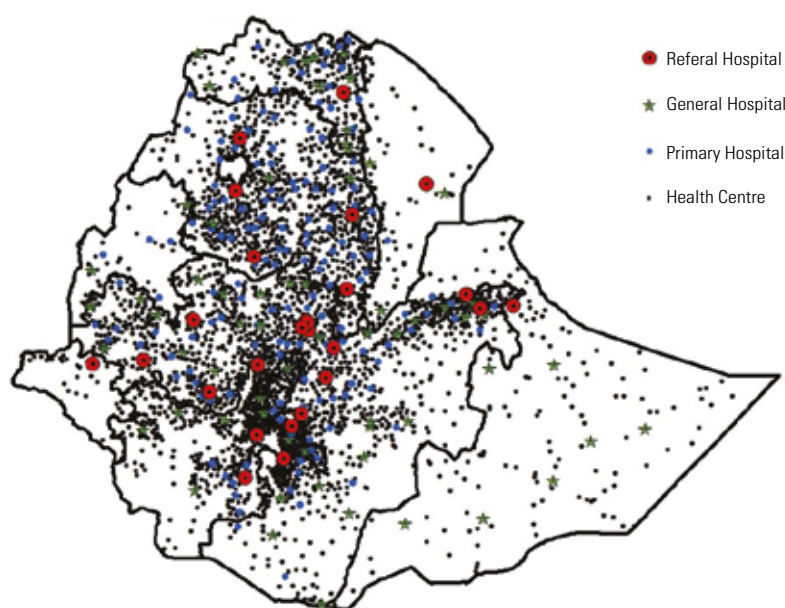 Referal Hospital
General Hospital
Primary Hospital
Health Centre